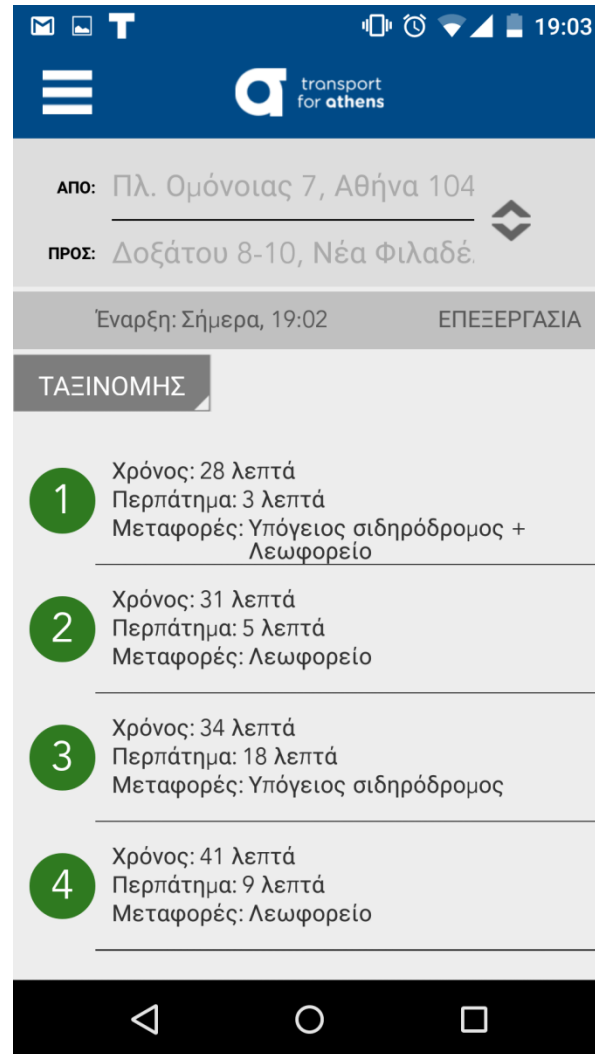 19:03
transport
for athens
ΑΠΟ: Πλ. Ομόνοιας 7, Αθήνα 104
ΠΡΟΣ: Δοξάτου 8-10, Νέα Φιλαδέ.
Έναρξη: Σήμερα, 19:02 ΕΠΕΞΕΡΓΑΣΙΑ
ΤΑΞΙΝΟΜΗΣ
1
Χρόνος: 28 λεπτά
Περπάτημα: 3 λεπτά
Μεταφορές: Υπόγειος σιδηρόδρομος +
Λεωφορείο
2
Χρόνος: 31 λεπτά
Περπάτημα: 5 λεπτά
Μεταφορές: Λεωφορείο
3
Χρόνος: 34 λεπτά
Περπάτημα: 18 λεπτά
Μεταφορές: Υπόγειος σιδηρόδρομος
4
Χρόνος: 41 λεπτά
Περπάτημα: 9 λεπτά
Μεταφορές: Λεωφορείο